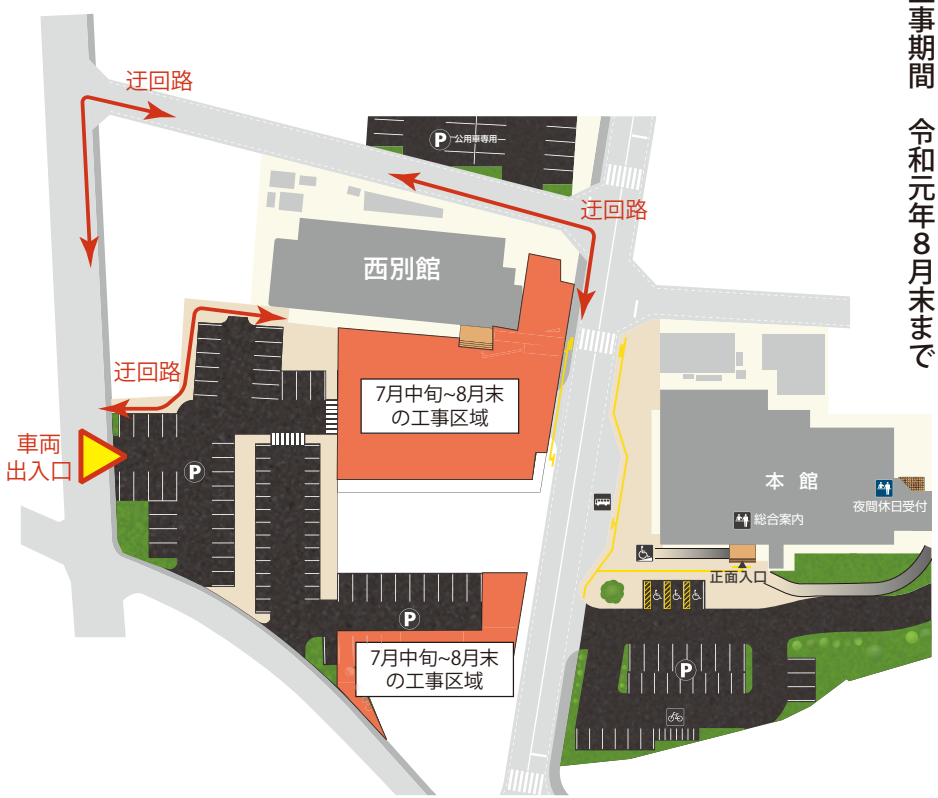 事期間 令和元年８月末まで
迂回路
P 公用車専用
迂回路
西別館
迂回路
7月中旬~8月末
の工事区域
車両
出入口
P
本館
夜間休日受付
総合案内
正面入口
P
7月中旬~8月末
の工事区域
P